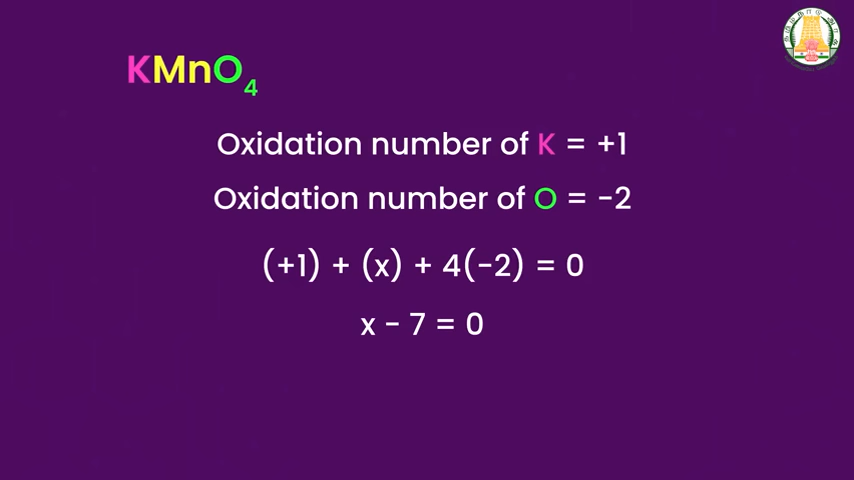 KMnO₄
Oxidation number of K = +1
Oxidation number of O = -2
(+1) + (x) + 4(-2) = 0
x - 7 = 0